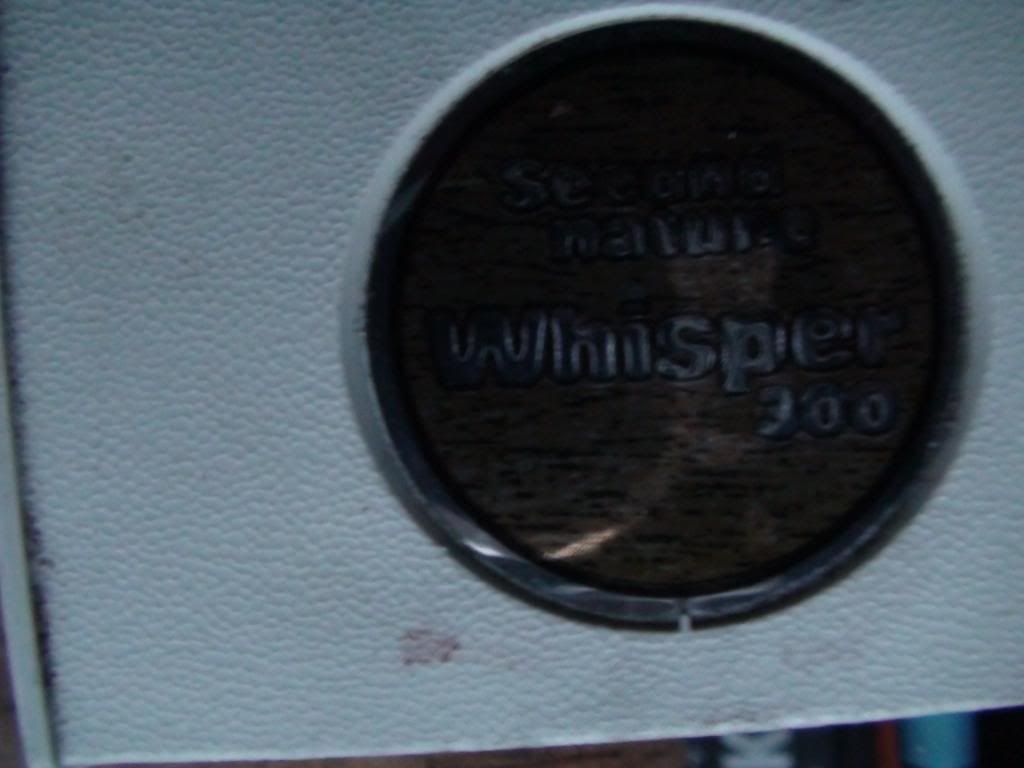 Second
nature
Whisper
300
K